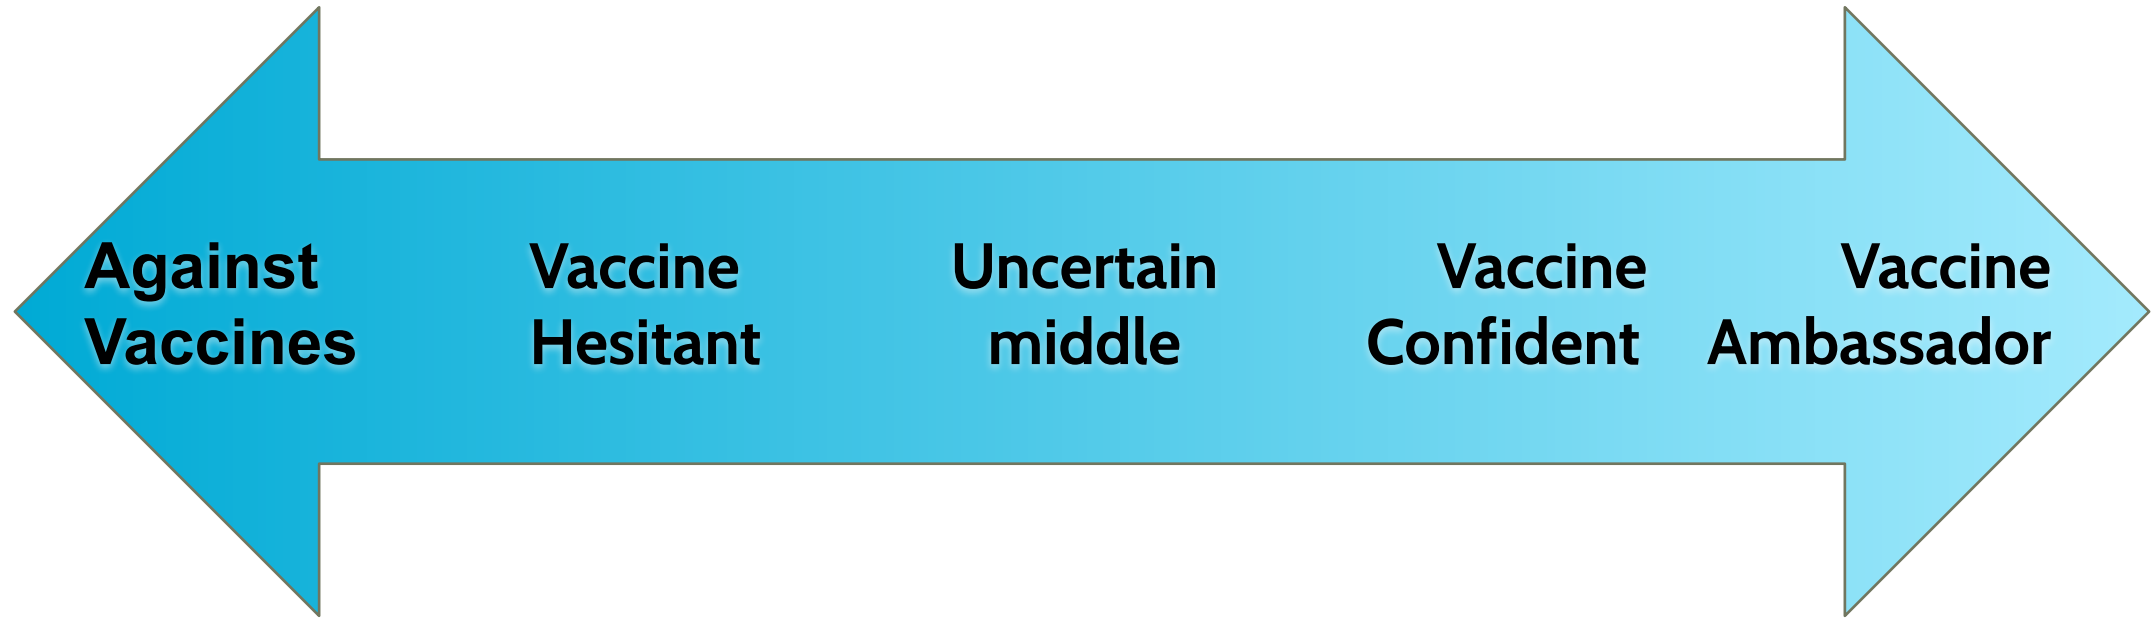 Against
Vaccines
Vaccine
Hesitant
Uncertain
middle
Vaccine
Confident
Vaccine
Ambassador